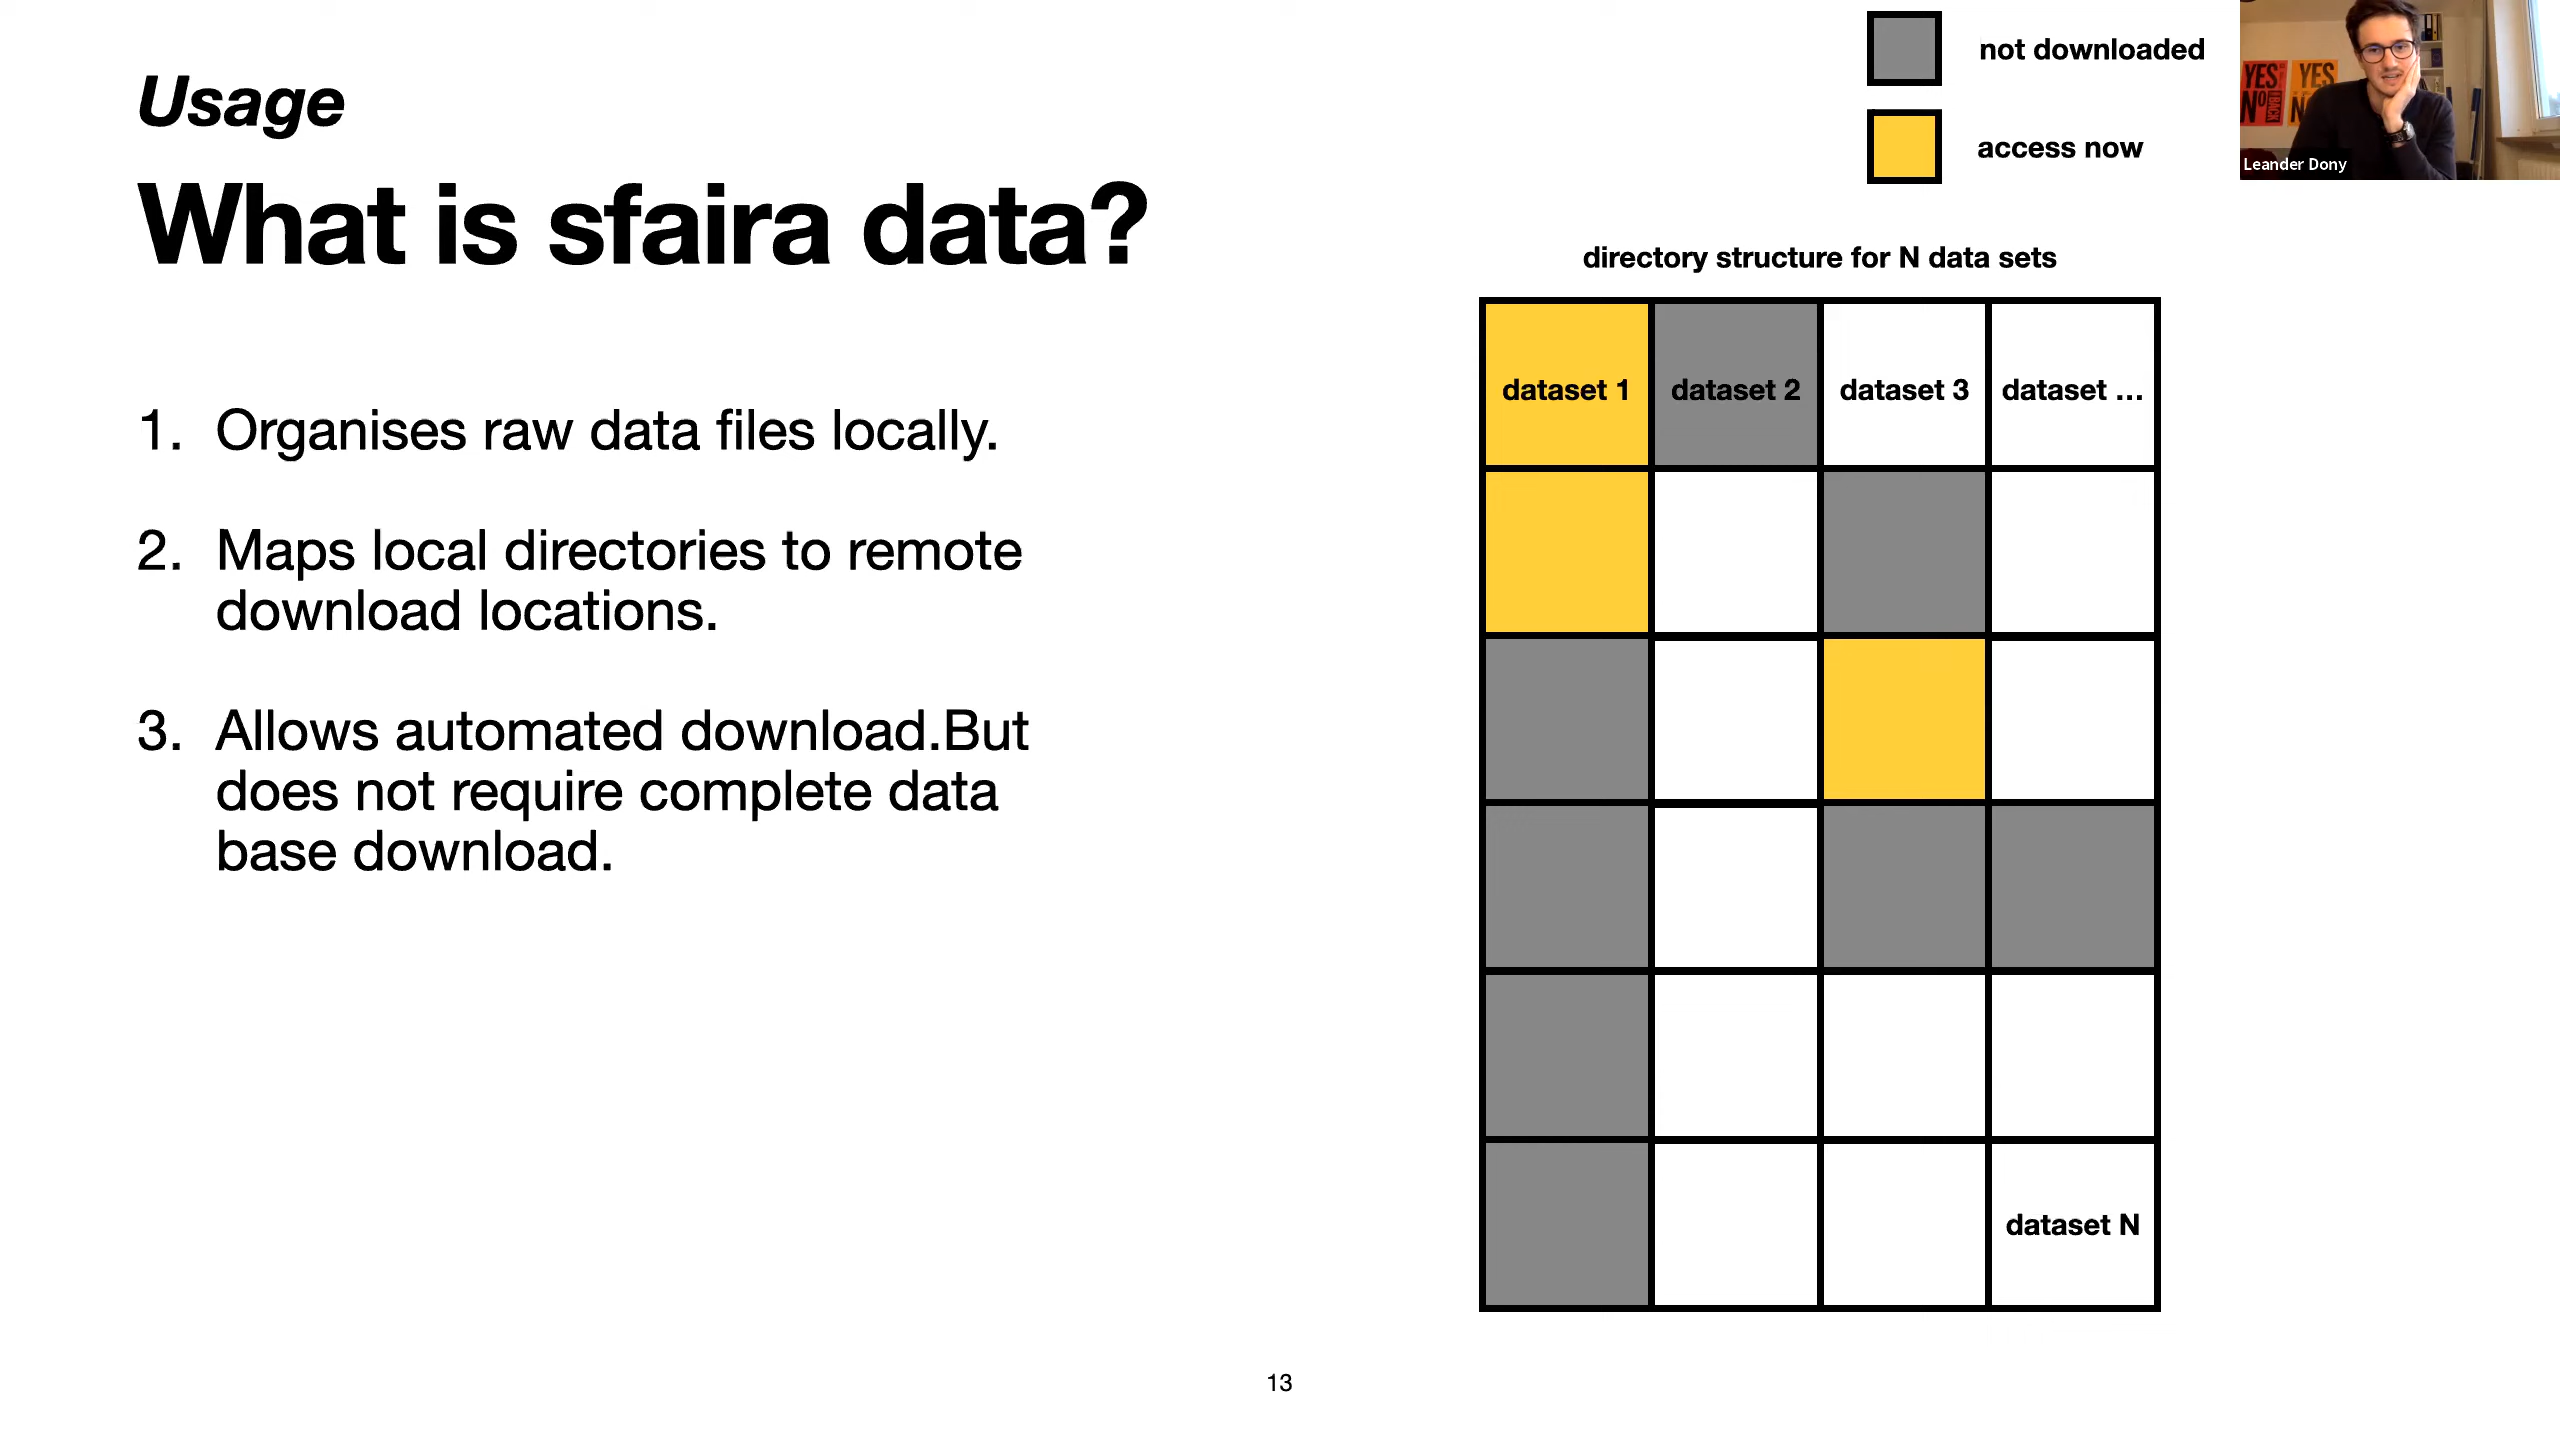 not downloaded
access now
Leander Dony
YES
YES
Usage
What is sfaira data?
directory structure for N data sets
1. Organises raw data files locally.
2. Maps local directories to remote
download locations.
3. Allows automated download.But
does not require complete data
base download.
dataset 1
dataset 2
dataset 3
dataset ...
dataset N
13